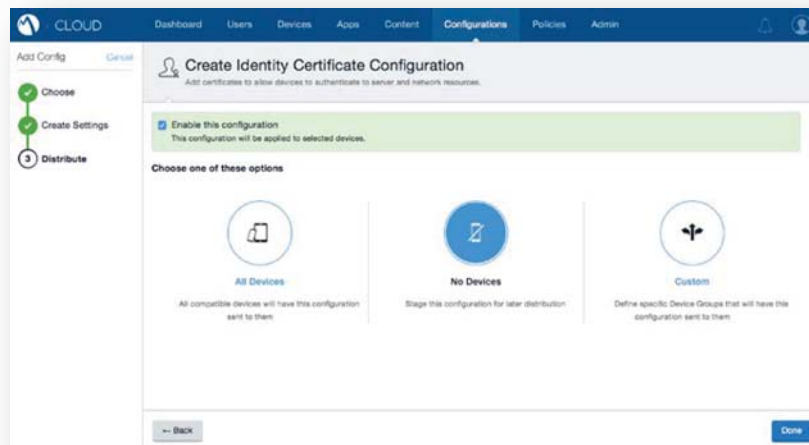 CLOUD Dashboard Users Devices Apps Content Configurations Policies Admin
Add Config Cancel
Choose
Create Settings
3 Distribute
Create Identity Certificate Configuration
Add certificates to allow devices to authenticate to server and network resources.
Enable this configuration
This configuration will be applied to selected devices.
Choose one of these options
All Devices
All compatible devices will have this configuration
sent to them
No Devices
Stage this configuration for later distribution
Custom
Define specific Device Groups that will have this
configuration sent to them
← Back
Done